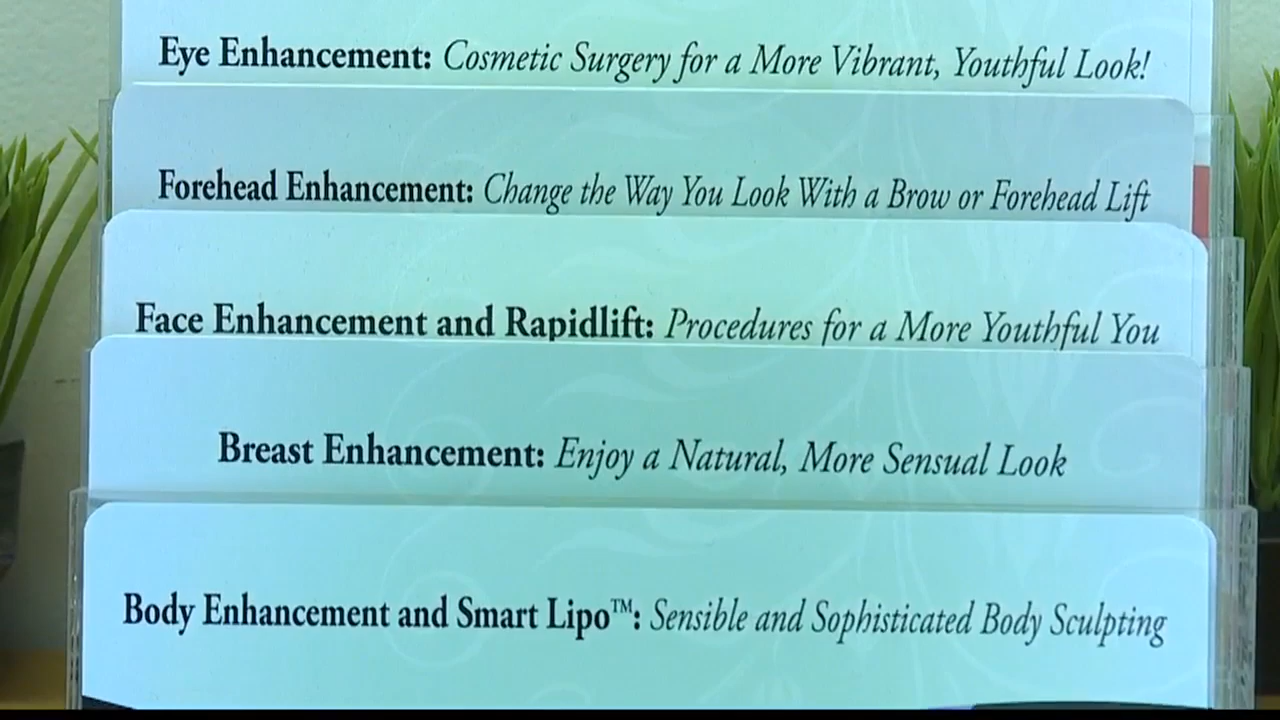 Eye Enhancement: Cosmetic Surgery for a More Vibrant, Youthful Look!
Forehead Enhancement: Change the Way You Look With a Brow or Forehead Lift
Face Enhancement and Rapidlift: Procedures for a More Youthful You
Breast Enhancement: Enjoy a Natural, More Sensual Look
Body Enhancement and Smart Lipo™: Sensible and Sophisticated Body Sculpting